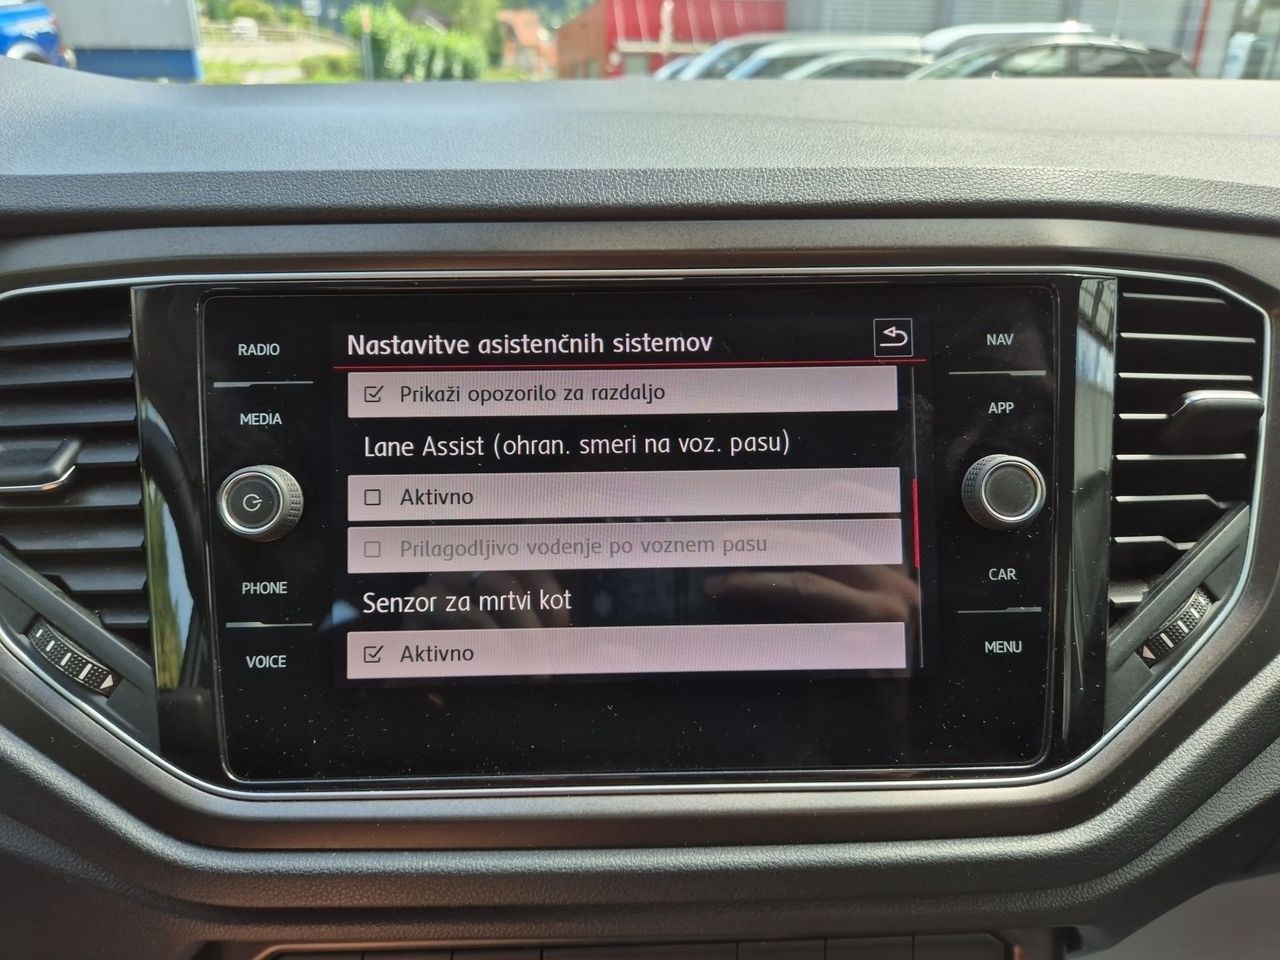 RADIO
MEDIA
PHONE
VOICE
Nastavitve asistenčnih sistemov
Prikaži opozorilo za razdaljo
Lane Assist (ohran. smeri na voz. pasu)
Aktivno
Prilagodljivo vodenje po voznem pasu
Senzor za mrtvi kot
Aktivno
NAV
APP
CAR
MENU